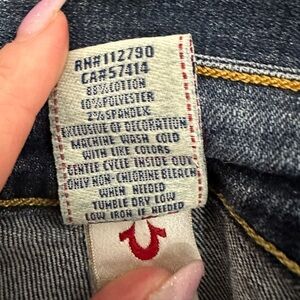 RN#112790
CA#57414
88%COTTON
10%POLYESTER
2%SPANDEX
EXCLUSIVE OF DECORATION
MACHINE WASH COLD
WITH LIKE COLORS
GENTLE CYCLE INSIDE OUT
ONLY NON-CHLORINE BLEACH
WHEN NEEDED
TUMBLE DRY LOW
LOW IRON IF NEEDED